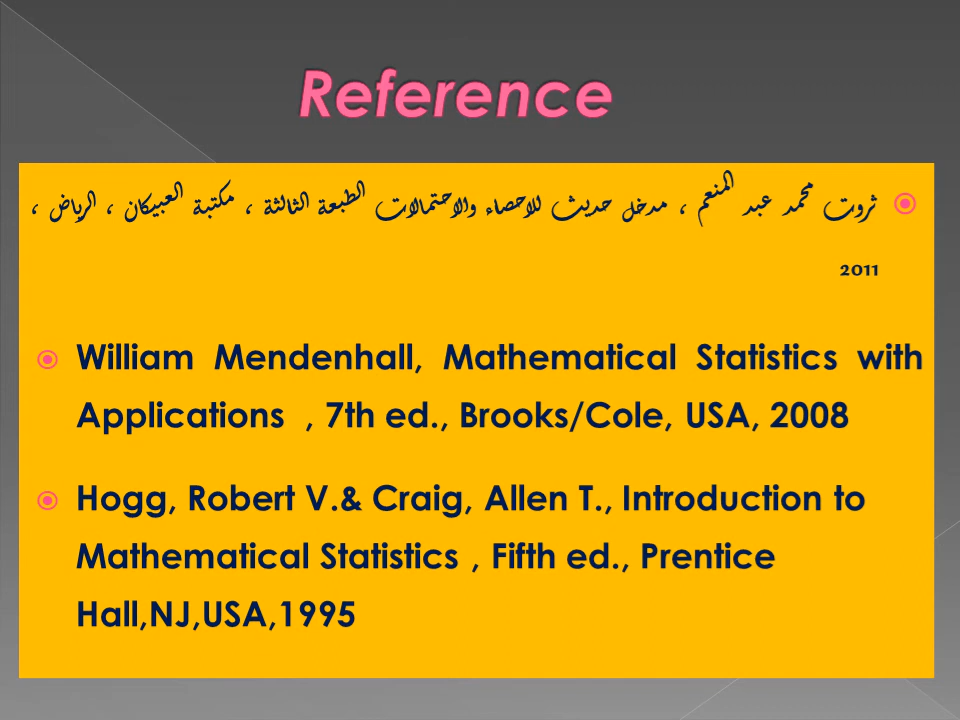 Reference
ثروت محمد عبد المنعم ، مدخل حديث للاحصاء والاحتمالات الطبعة الثالثة ، مكتبة العبيكان ، الرياض ،
2011
William Mendenhall, Mathematical Statistics with
Applications , 7th ed., Brooks/Cole, USA, 2008
Hogg, Robert V.& Craig, Allen T., Introduction to
Mathematical Statistics , Fifth ed., Prentice
Hall,NJ,USA,1995